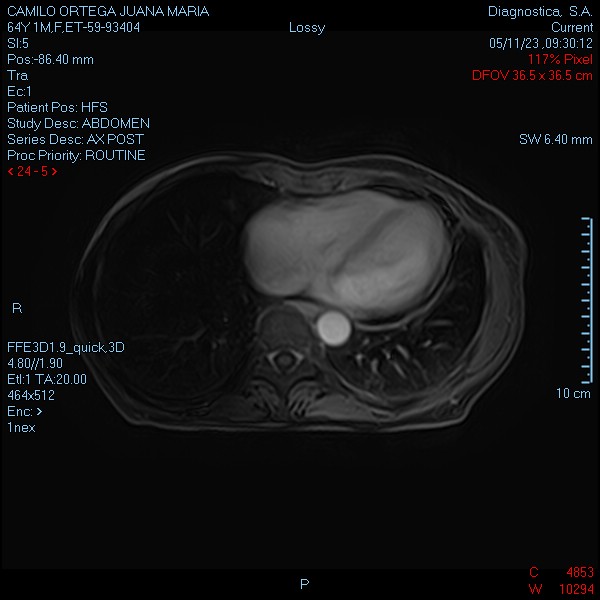 CAMILO ORTEGA JUANA MARIA
64Y 1M,F,ET-59-93404
Sl:5
Pos:-86.40 mm
Tra
Ec:1
Patient Pos: HFS
Study Desc: ABDOMEN
Series Desc: AX POST
Proc Priority: ROUTINE
< 24 - 5 >
Lossy
Diagnostica, S.A.
Current
05/11/23 ,09:30:12
117% Pixel
DFOV 36.5 x 36.5 cm
SW 6.40 mm
R
FFE3D1.9_quick,3D
4.80//1.90
Etl:1 TA:20.00
464x512
Enc: >
1nex
10 cm
P
C 4853
W 10294